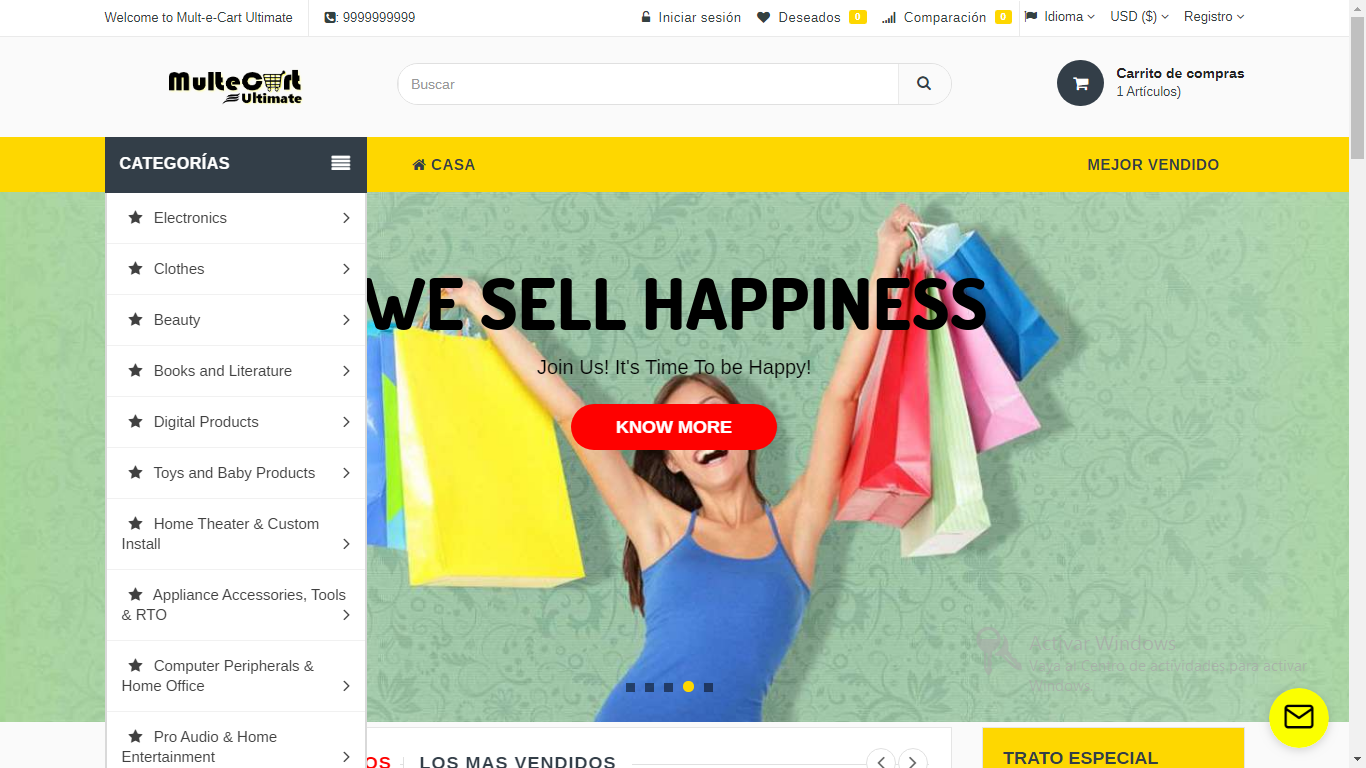 Welcome to Mult-e-Cart Ultimate
: 9999999999
Iniciar sesión
Deseados 0
Comparación 0
Idioma
USD ($)
Registro
MulteCart
Ultimate
Buscar
Carrito de compras
1 Artículos)
CATEGORÍAS
CASA
MEJOR VENDIDO
Electronics
Clothes
Beauty
Books and Literature
Digital Products
Toys and Baby Products
Home Theater & Custom
Install
Appliance Accessories, Tools
& RTO
Computer Peripherals &
Home Office
Pro Audio & Home
Entertainment
WE SELL HAPPINESS
Join Us! It's Time To be Happy!
KNOW MORE
Activar Windows
Vaya al Centro de actividades para activar
Windows.
OS
LOS MAS VENDIDOS
TRATO ESPECIAL